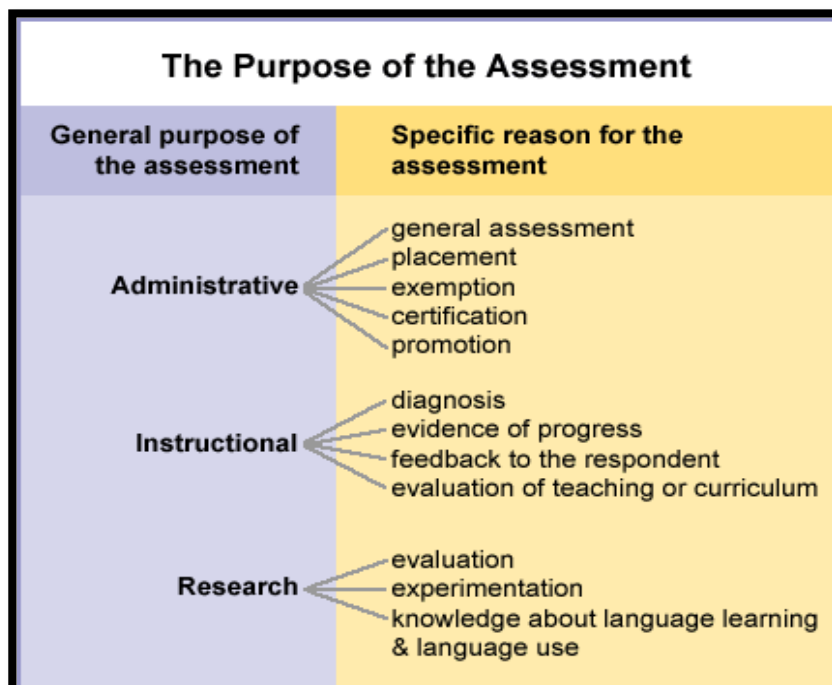 The Purpose of the Assessment
General purpose of
the assessment
Specific reason for the
assessment
Administrative
general assessment
placement
exemption
certification
promotion
Instructional
diagnosis
evidence of progress
feedback to the respondent
evaluation of teaching or curriculum
Research
evaluation
experimentation
knowledge about language learning
& language use